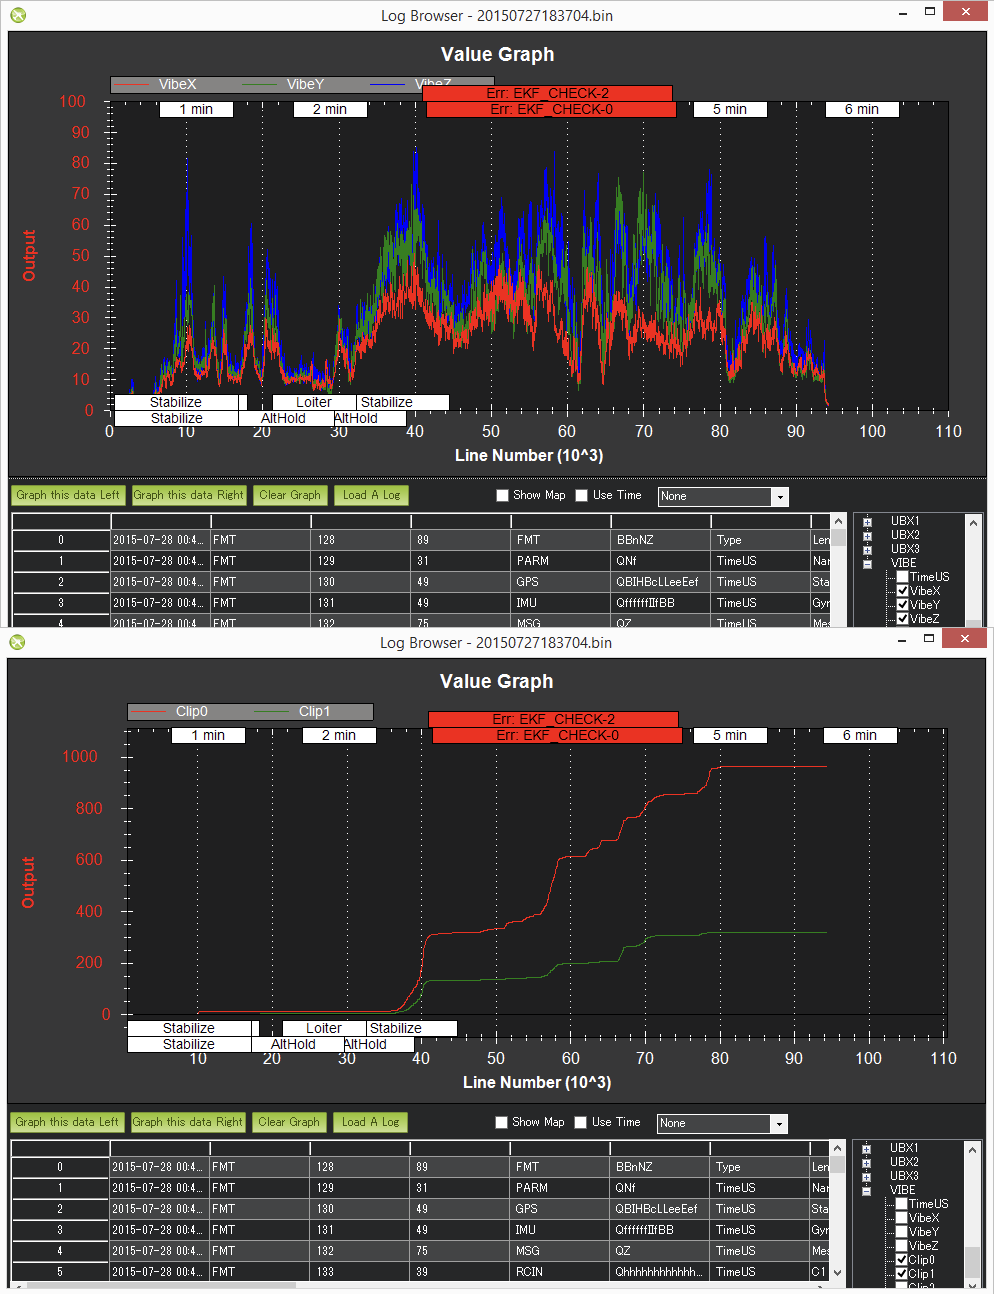 Log Browser - 20150727183704.bin
Value Graph
VibeX VibeY VibeZ
Err: EKF_CHECK-2
Err: EKF_CHECK-0
1 min 2 min 5 min 6 min
100
90
80
70
60
50
40
30
20
10
0
Output
Stabilize Loiter Stabilize
Stabilize AltHold AltHold
0 10 20 30 40 50 60 70 80 90 100 110
Line Number (10^3)
Graph this data Left Graph this data Right Clear Graph Load A Log Show Map Use Time None
0 2015-07-28 00:4... FMT 128 89 FMT BBnNZ Type Len
1 2015-07-28 00:4... FMT 129 31 PARM QNf TimeUS Nar
2 2015-07-28 00:4... FMT 130 49 GPS QBIHBcLLeeEef TimeUS Sta
3 2015-07-28 00:4... FMT 131 49 IMU QffffffIIfBB TimeUS Gyr
4 2015-07-28 00:4... FMT 132 75 MSG QZ TimeUS Mes
UBX1
UBX2
UBX3
VIBE
TimeUS
VibeX
VibeY
VibeZ
Log Browser - 20150727183704.bin
Value Graph
Clip0 Clip1
Err: EKF_CHECK-2
Err: EKF_CHECK-0
1 min 2 min 5 min 6 min
1000
800
600
400
200
0
Output
Stabilize Loiter Stabilize
Stabilize AltHold AltHold
10 20 30 40 50 60 70 80 90 100 110
Line Number (10^3)
Graph this data Left Graph this data Right Clear Graph Load A Log Show Map Use Time None
0 2015-07-28 00:4... FMT 128 89 FMT BBnNZ Type Len
1 2015-07-28 00:4... FMT 129 31 PARM QNf TimeUS Nar
2 2015-07-28 00:4... FMT 130 49 GPS QBIHBcLLeeEef TimeUS Sta
3 2015-07-28 00:4... FMT 131 49 IMU QffffffIIfBB TimeUS Gyr
4 2015-07-28 00:4... FMT 132 75 MSG QZ TimeUS Mes
5 2015-07-28 00:4... FMT 133 39 RCIN Qhhhhhhhhhhhh... TimeUS C1
UBX1
UBX2
UBX3
VIBE
TimeUS
VibeX
VibeY
VibeZ
Clip0
Clip1